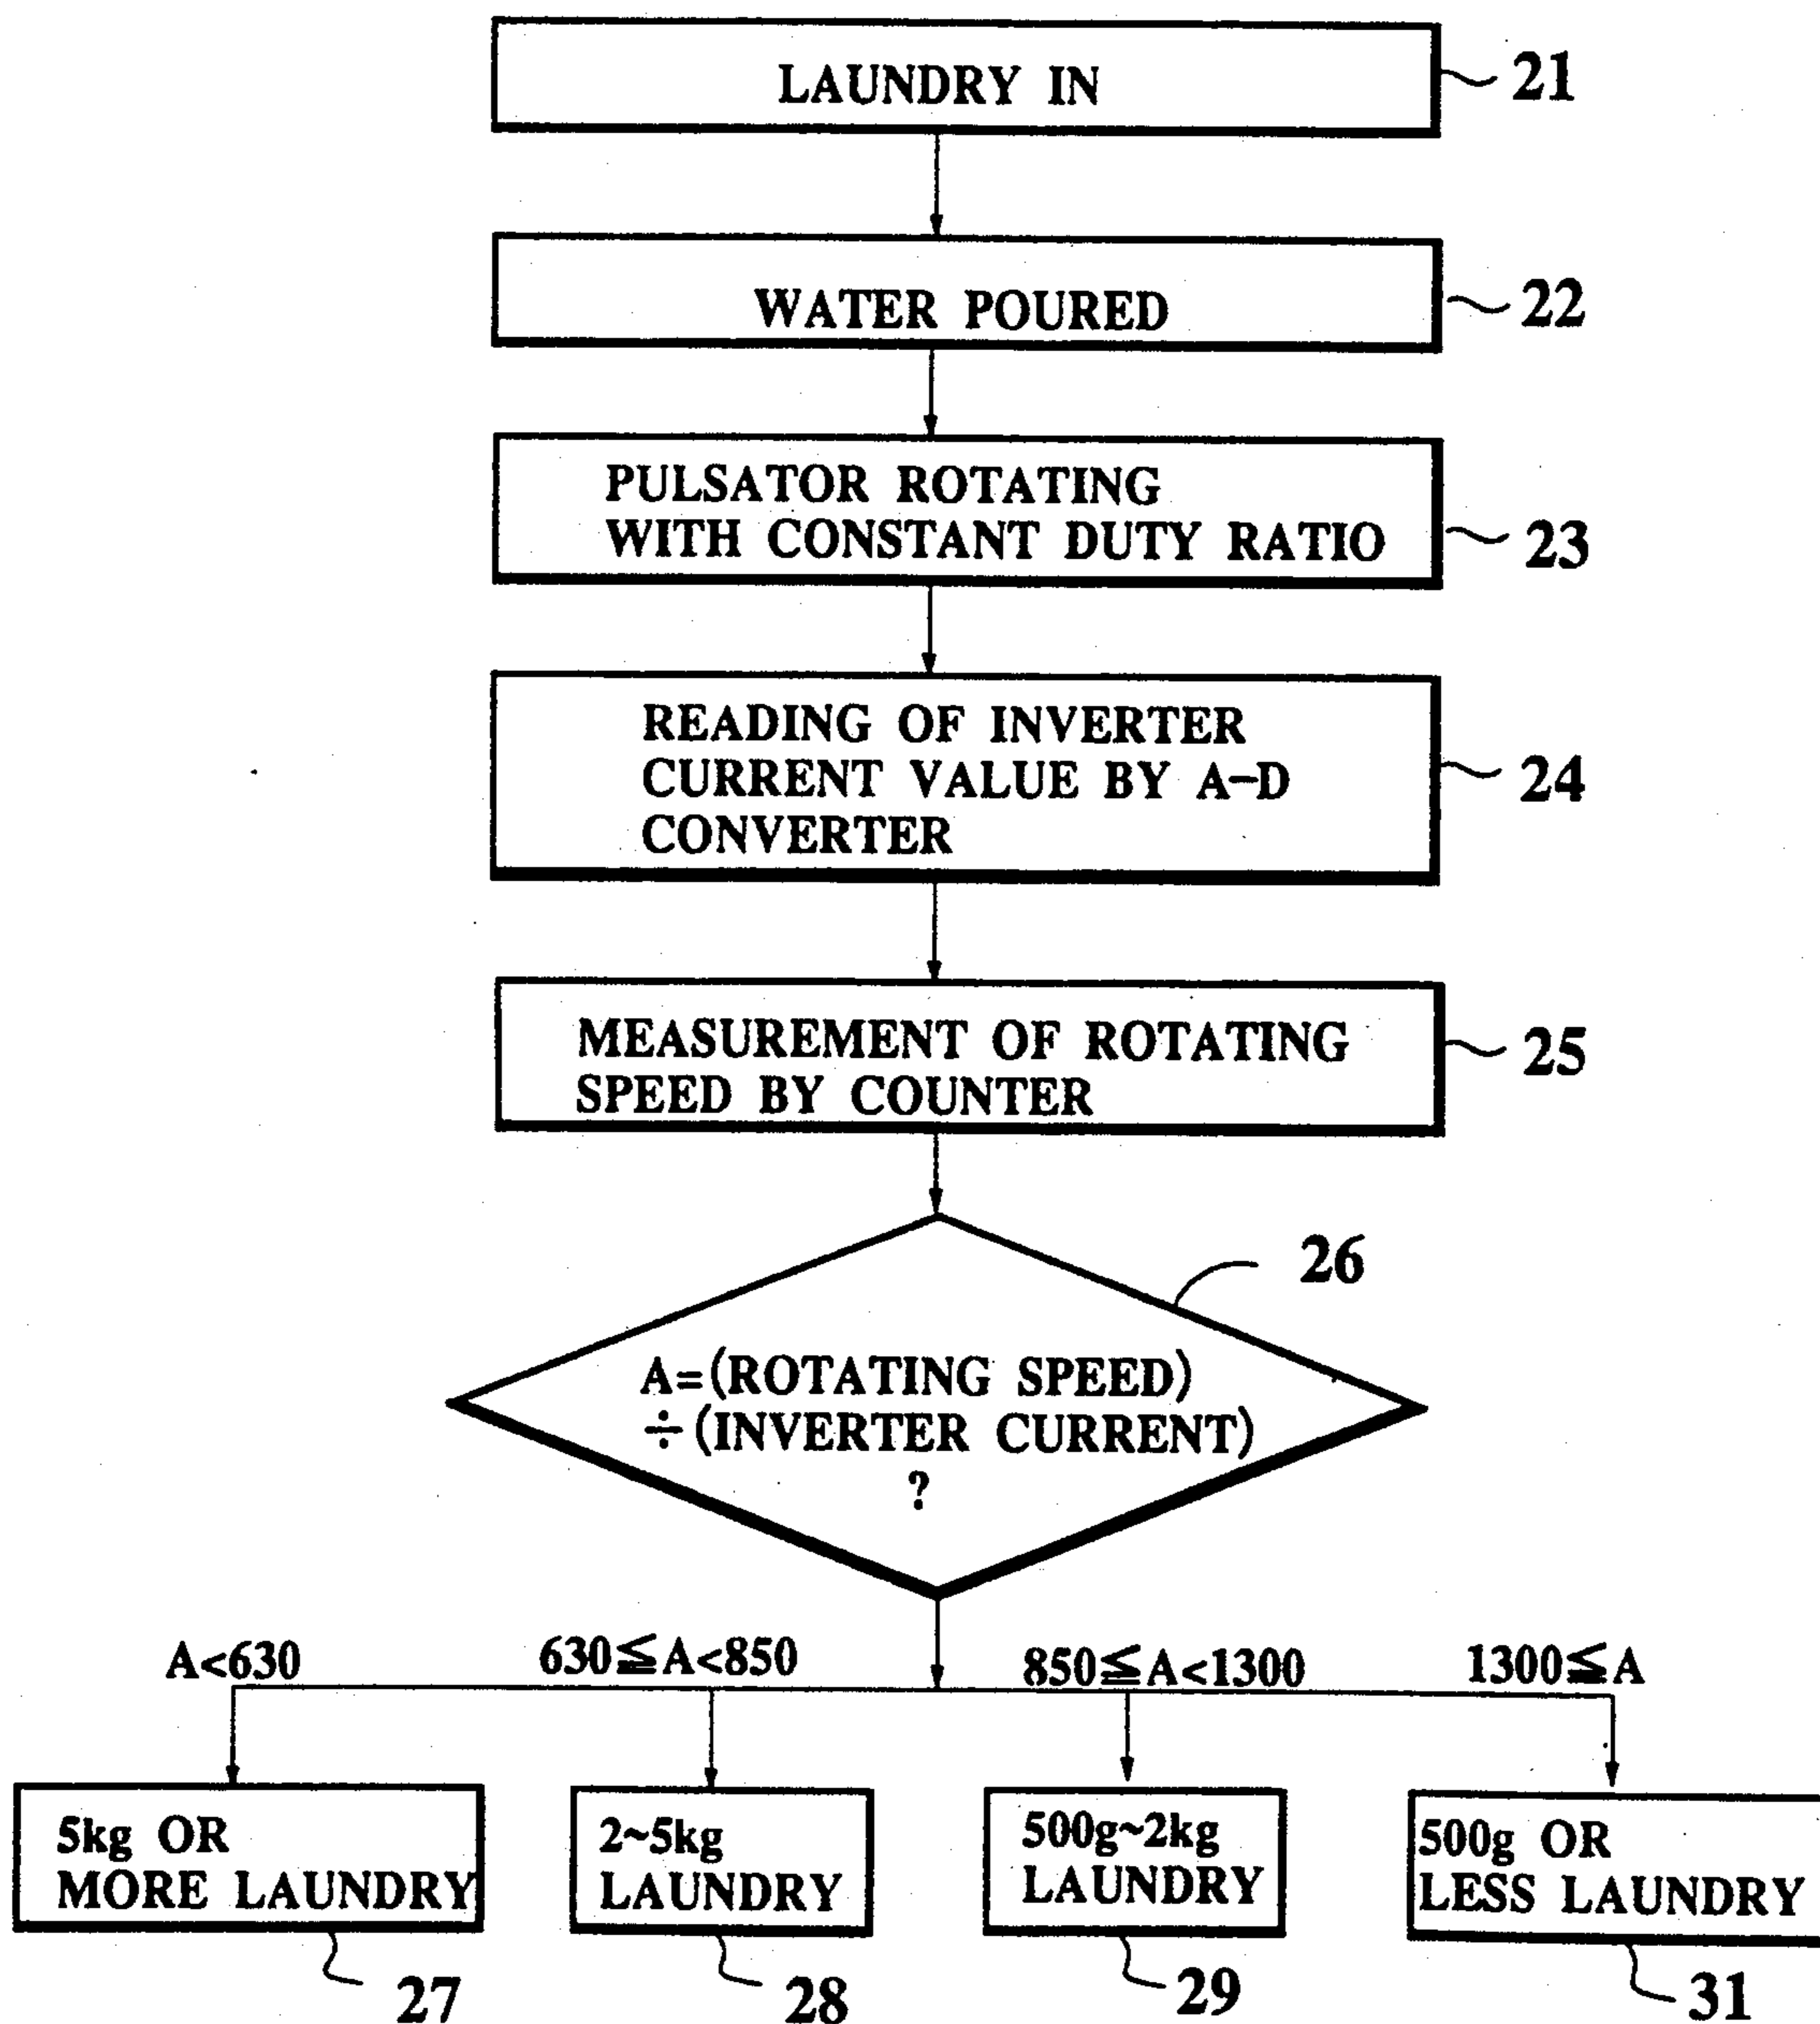 LAUNDRY IN
21
WATER POURED
22
PULSATOR ROTATING
WITH CONSTANT DUTY RATIO
23
READING OF INVERTER
CURRENT VALUE BY A-D
CONVERTER
24
MEASUREMENT OF ROTATING
SPEED BY COUNTER
25
26
A=(ROTATING SPEED)
÷(INVERTER CURRENT)
?
A<630
630≦A<850
850≦A<1300
1300≦A
5kg OR
MORE LAUNDRY
27
2~5kg
LAUNDRY
28
500g~2kg
LAUNDRY
29
500g OR
LESS LAUNDRY
31